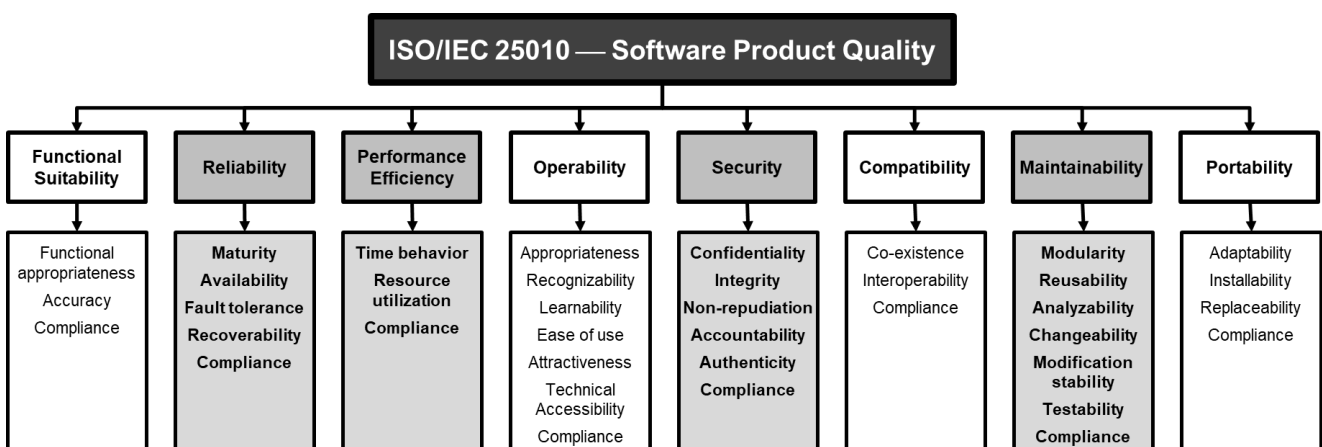 ISO/IEC 25010 — Software Product Quality
Functional
Suitability
Reliability
Performance
Efficiency
Operability
Security
Compatibility
Maintainability
Portability
Functional
appropriateness
Accuracy
Compliance
Maturity
Availability
Fault tolerance
Recoverability
Compliance
Time behavior
Resource
utilization
Compliance
Appropriateness
Recognizability
Learnability
Ease of use
Attractiveness
Technical
Accessibility
Compliance
Confidentiality
Integrity
Non-repudiation
Accountability
Authenticity
Compliance
Co-existence
Interoperability
Compliance
Modularity
Reusability
Analyzability
Changeability
Modification
stability
Testability
Compliance
Adaptability
Installability
Replaceability
Compliance